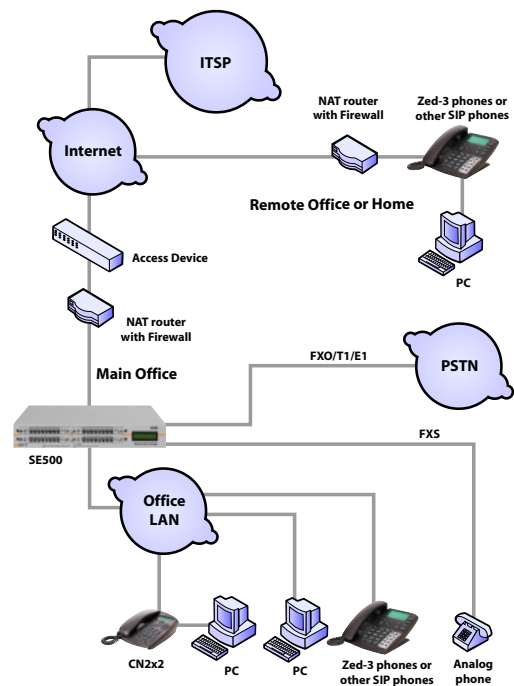 ITSP
NAT router
with Firewall
Zed-3 phones or
other SIP phones
Internet
Remote Office or Home
Access Device
PC
NAT router
with Firewall
Main Office
FXO/T1/E1
PSTN
FXS
SE500
Office
LAN
CN2x2
PC
PC
Zed-3 phones or
other SIP phones
Analog
phone